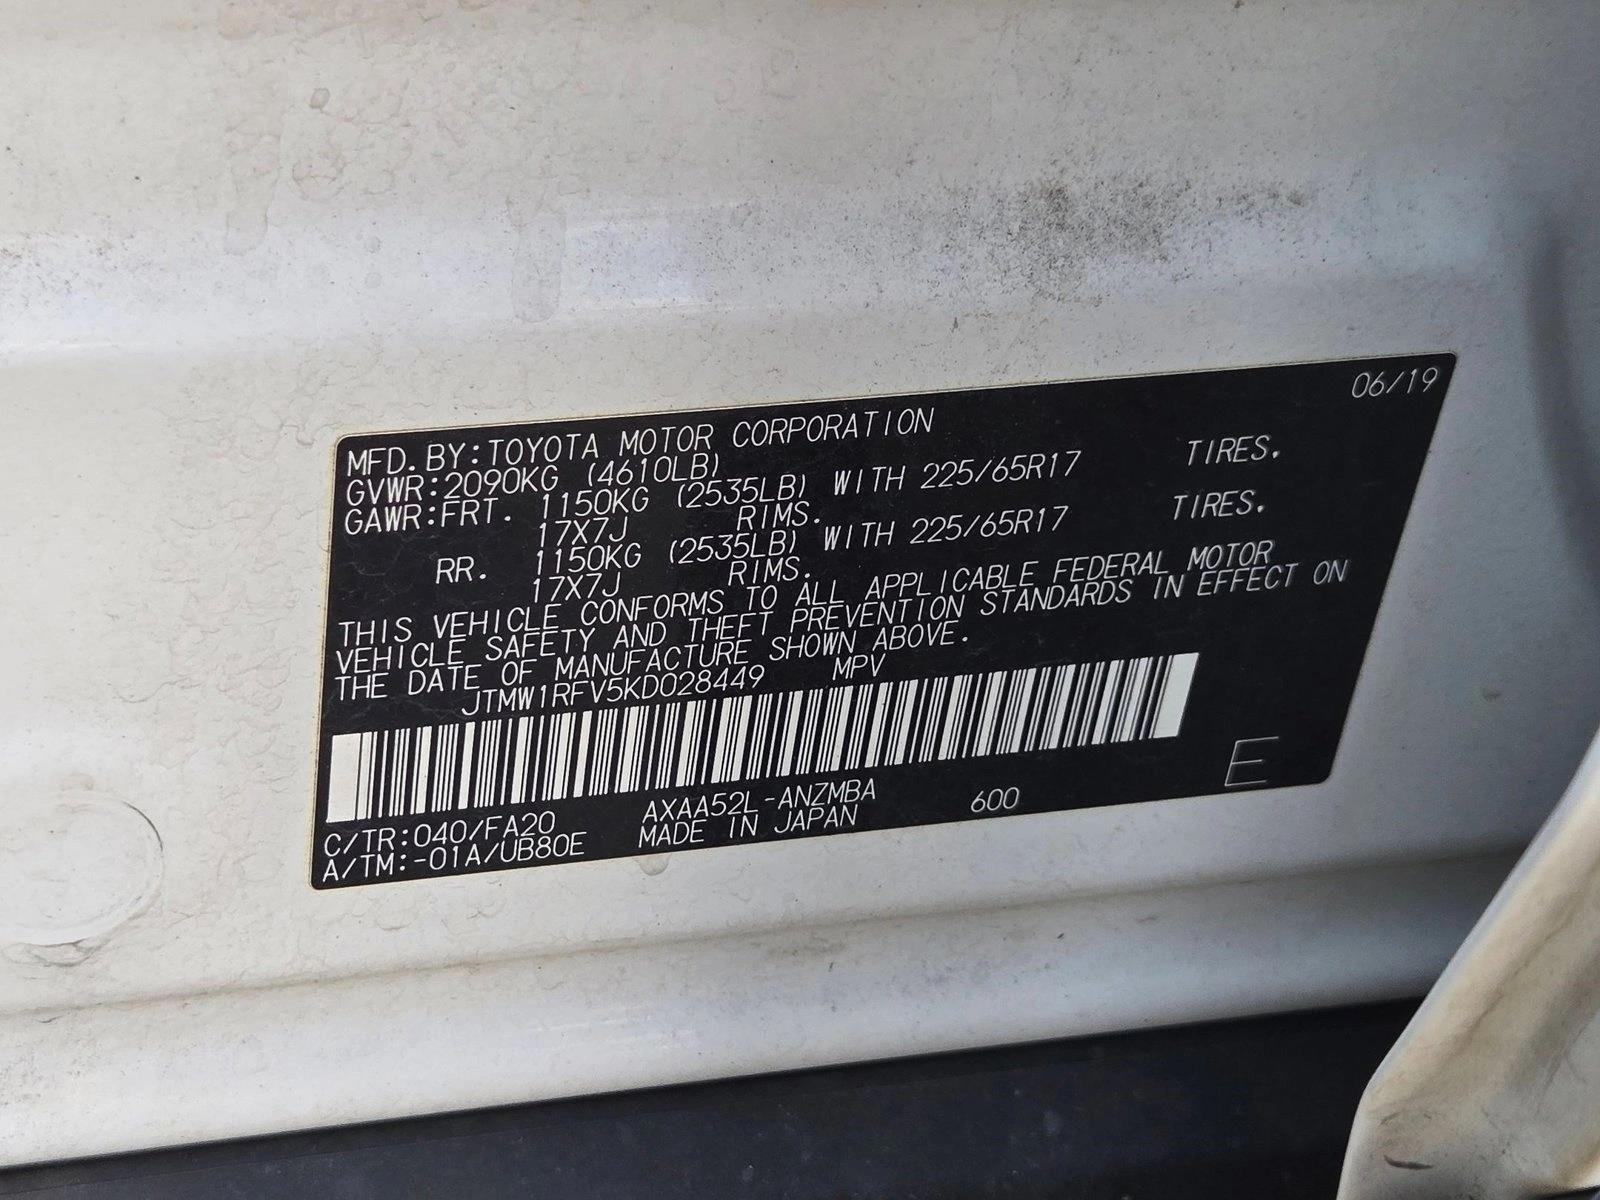 06/19
MFD. BY: TOYOTA MOTOR CORPORATION
GVWR: 2090KG (4610LB)
GAWR: FRT. 1150KG (2535LB) WITH 225/65R17 TIRES.
17X7J RIMS.
RR. 1150KG (2535LB) WITH 225/65R17 TIRES.
17X7J RIMS.
THIS VEHICLE CONFORMS TO ALL APPLICABLE FEDERAL MOTOR
VEHICLE SAFETY AND THEFT PREVENTION STANDARDS IN EFFECT ON
THE DATE OF MANUFACTURE SHOWN ABOVE.
JTMW1RFV5KD028449 MPV
E
C/TR: 040/FA20 AXAA52L-ANZMBA 600
A/TM: -01A/UB80E MADE IN JAPAN